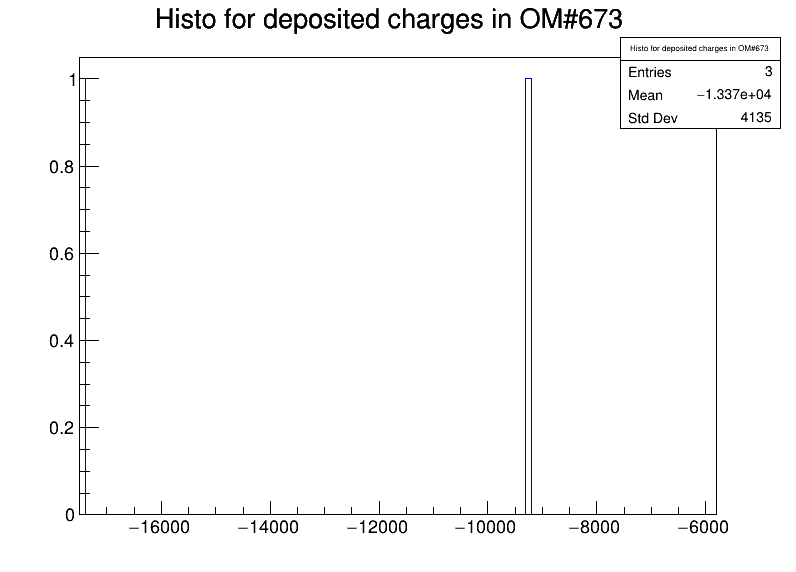 Histo for deposited charges in OM#673
Histo for deposited charges in OM#673
Entries 3
Mean −1.337e+04
Std Dev 4135
1
0.8
0.6
0.4
0.2
0
−16000 −14000 −12000 −10000 −8000 −6000